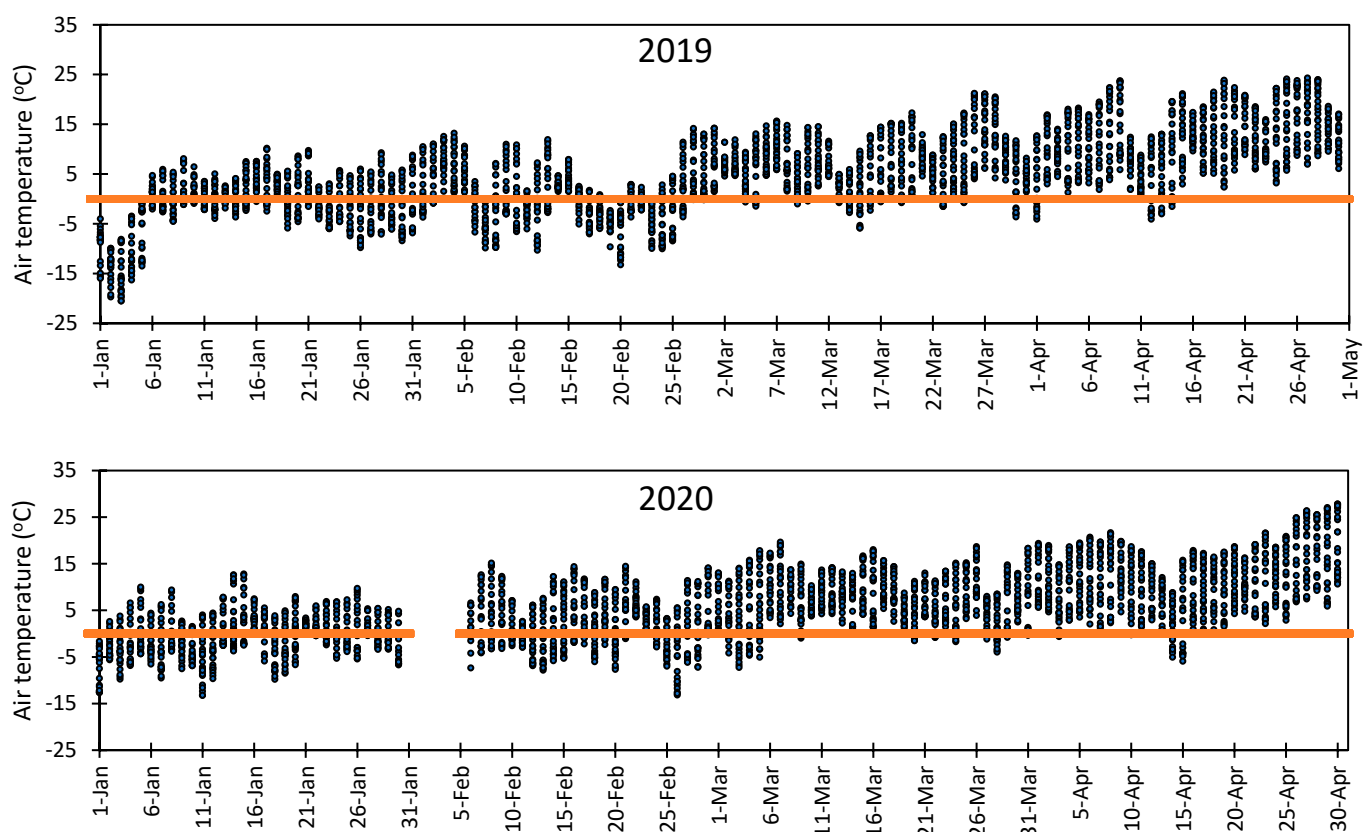 2019
Air temperature (°C)
35
25
15
5
-5
-15
-25
1-Jan
6-Jan
11-Jan
16-Jan
21-Jan
26-Jan
31-Jan
5-Feb
10-Feb
15-Feb
20-Feb
25-Feb
2-Mar
7-Mar
12-Mar
17-Mar
22-Mar
27-Mar
1-Apr
6-Apr
11-Apr
16-Apr
21-Apr
26-Apr
1-May
2020
Air temperature (°C)
35
25
15
5
-5
-15
-25
1-Jan
6-Jan
11-Jan
16-Jan
21-Jan
26-Jan
31-Jan
5-Feb
10-Feb
15-Feb
20-Feb
25-Feb
1-Mar
6-Mar
11-Mar
16-Mar
21-Mar
26-Mar
31-Mar
5-Apr
10-Apr
15-Apr
20-Apr
25-Apr
30-Apr